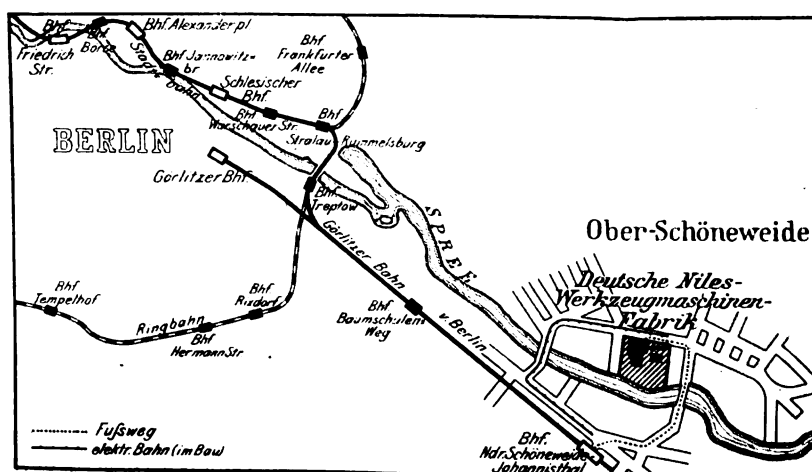 Bhf. Alexanderpl
Bhf
Friedrich
Str.
Bhf
Börse
Stadtbahn
Bhf Jannowitz-
br
Schlesischer
Bhf.
Bhf
Frankfurter
Allee
Bhf
Warschauer Str.
Bhf
Stralau Rummelsburg
BERLIN
Görlitzer Bhf.
Bhf
Treptow
SPREE
Görlitzer Bahn
Ober-Schöneweide
Deutsche Niles-
Werkzeugmaschinen-
Fabrik
Bhf
Tempelhof
Ringbahn
Bhf
Rixdorf
Bhf
Hermann Str
Bhf
Baumschulen
Weg
v. Berlin
Fußweg
elektr. Bahn (im Bau)
Bhf.
Ndr. Schöneweide-
Johannisthal